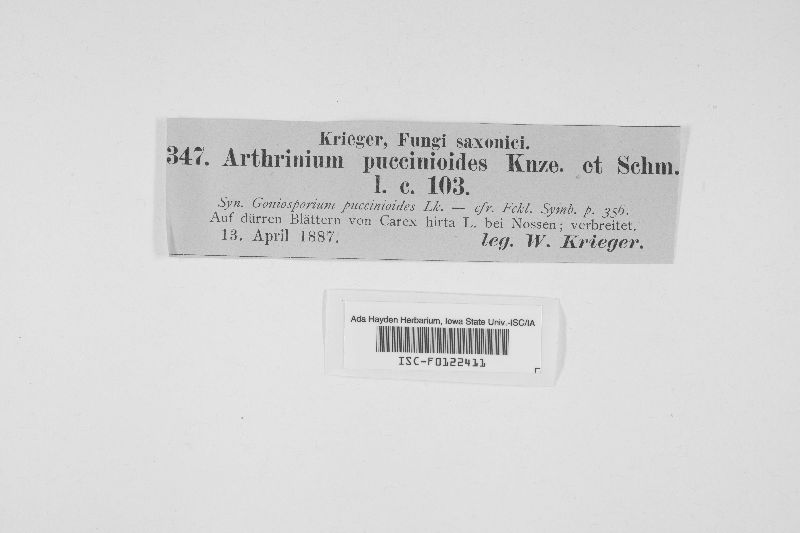 Krieger, Fungi saxonici.
347. Arthrinium puccinioides Knze. et Schm.
l. c. 103.
Syn. Goniosporium puccinioides Lk. — cfr. Fckl. Symb. p. 356.
Auf dürren Blättern von Carex hirta L. bei Nossen; verbreitet.
13. April 1887. leg. W. Krieger.
Ada Hayden Herbarium, Iowa State Univ.-ISC/IA
ISC-F0122411